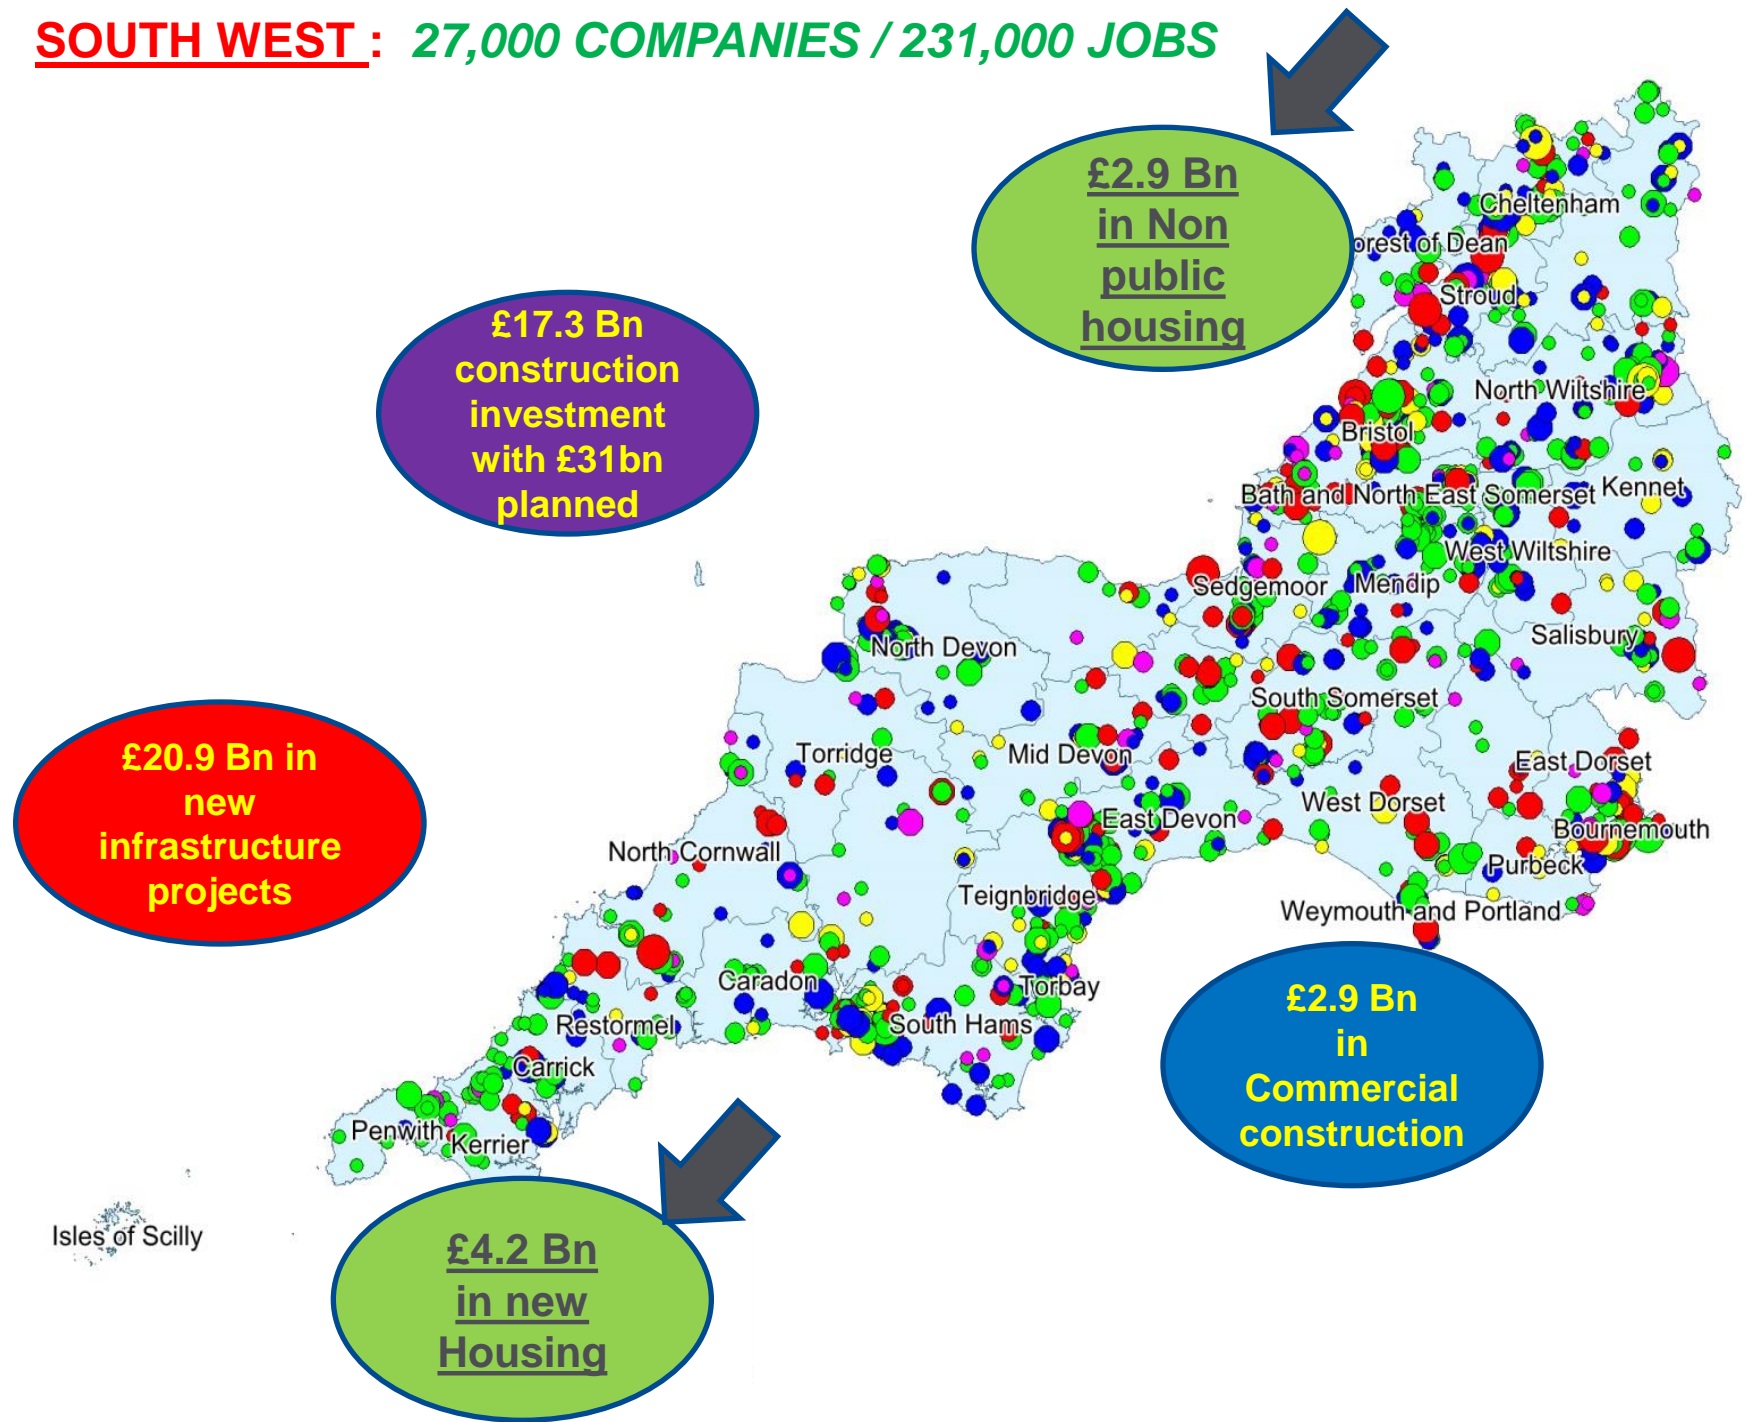 SOUTH WEST : 27,000 COMPANIES / 231,000 JOBS
£2.9 Bn
in Non
public
housing
£17.3 Bn
construction
investment
with £31bn
planned
£20.9 Bn in
new
infrastructure
projects
£2.9 Bn
in
Commercial
construction
£4.2 Bn
in new
Housing
Cheltenham
orest of Dean
Stroud
North Wiltshire
Bristol
Bath and North East Somerset
Kennet
West Wiltshire
Sedgemoor
Mendip
Salisbury
North Devon
South Somerset
Torridge
Mid Devon
East Dorset
West Dorset
East Devon
Bournemouth
North Cornwall
Purbeck
Teignbridge
Weymouth and Portland
Caradon
Torbay
Restormel
South Hams
Carrick
Penwith
Kerrier
Isles of Scilly